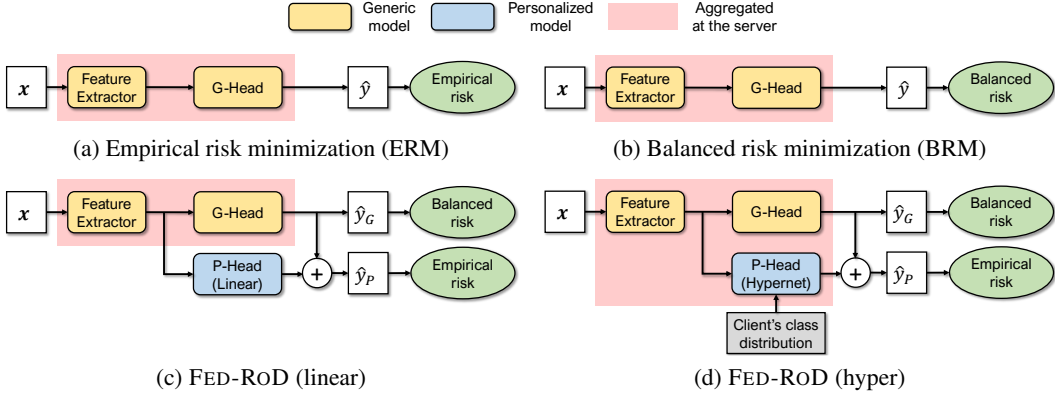 Generic model
Personalized model
Aggregated at the server
x
Feature Extractor
G-Head
ŷ
Empirical risk
(a) Empirical risk minimization (ERM)
x
Feature Extractor
G-Head
ŷ
Balanced risk
(b) Balanced risk minimization (BRM)
x
Feature Extractor
G-Head
ŷ_G
Balanced risk
P-Head (Linear)
+
ŷ_P
Empirical risk
(c) FED-ROD (linear)
x
Feature Extractor
G-Head
ŷ_G
Balanced risk
P-Head (Hypernet)
+
ŷ_P
Empirical risk
Client's class distribution
(d) FED-ROD (hyper)